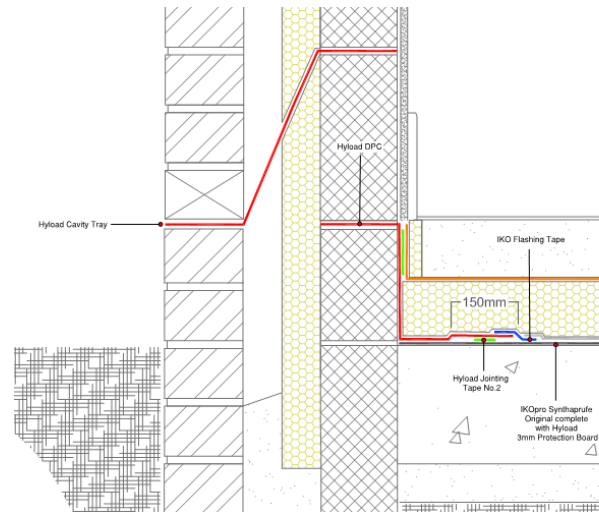 Hyload DPC
Hyload Cavity Tray
IKO Flashing Tape
150mm
Hyload Jointing
Tape No.2
IKOpro Synthaprufe
Original complete
with Hyload
3mm Protection Board